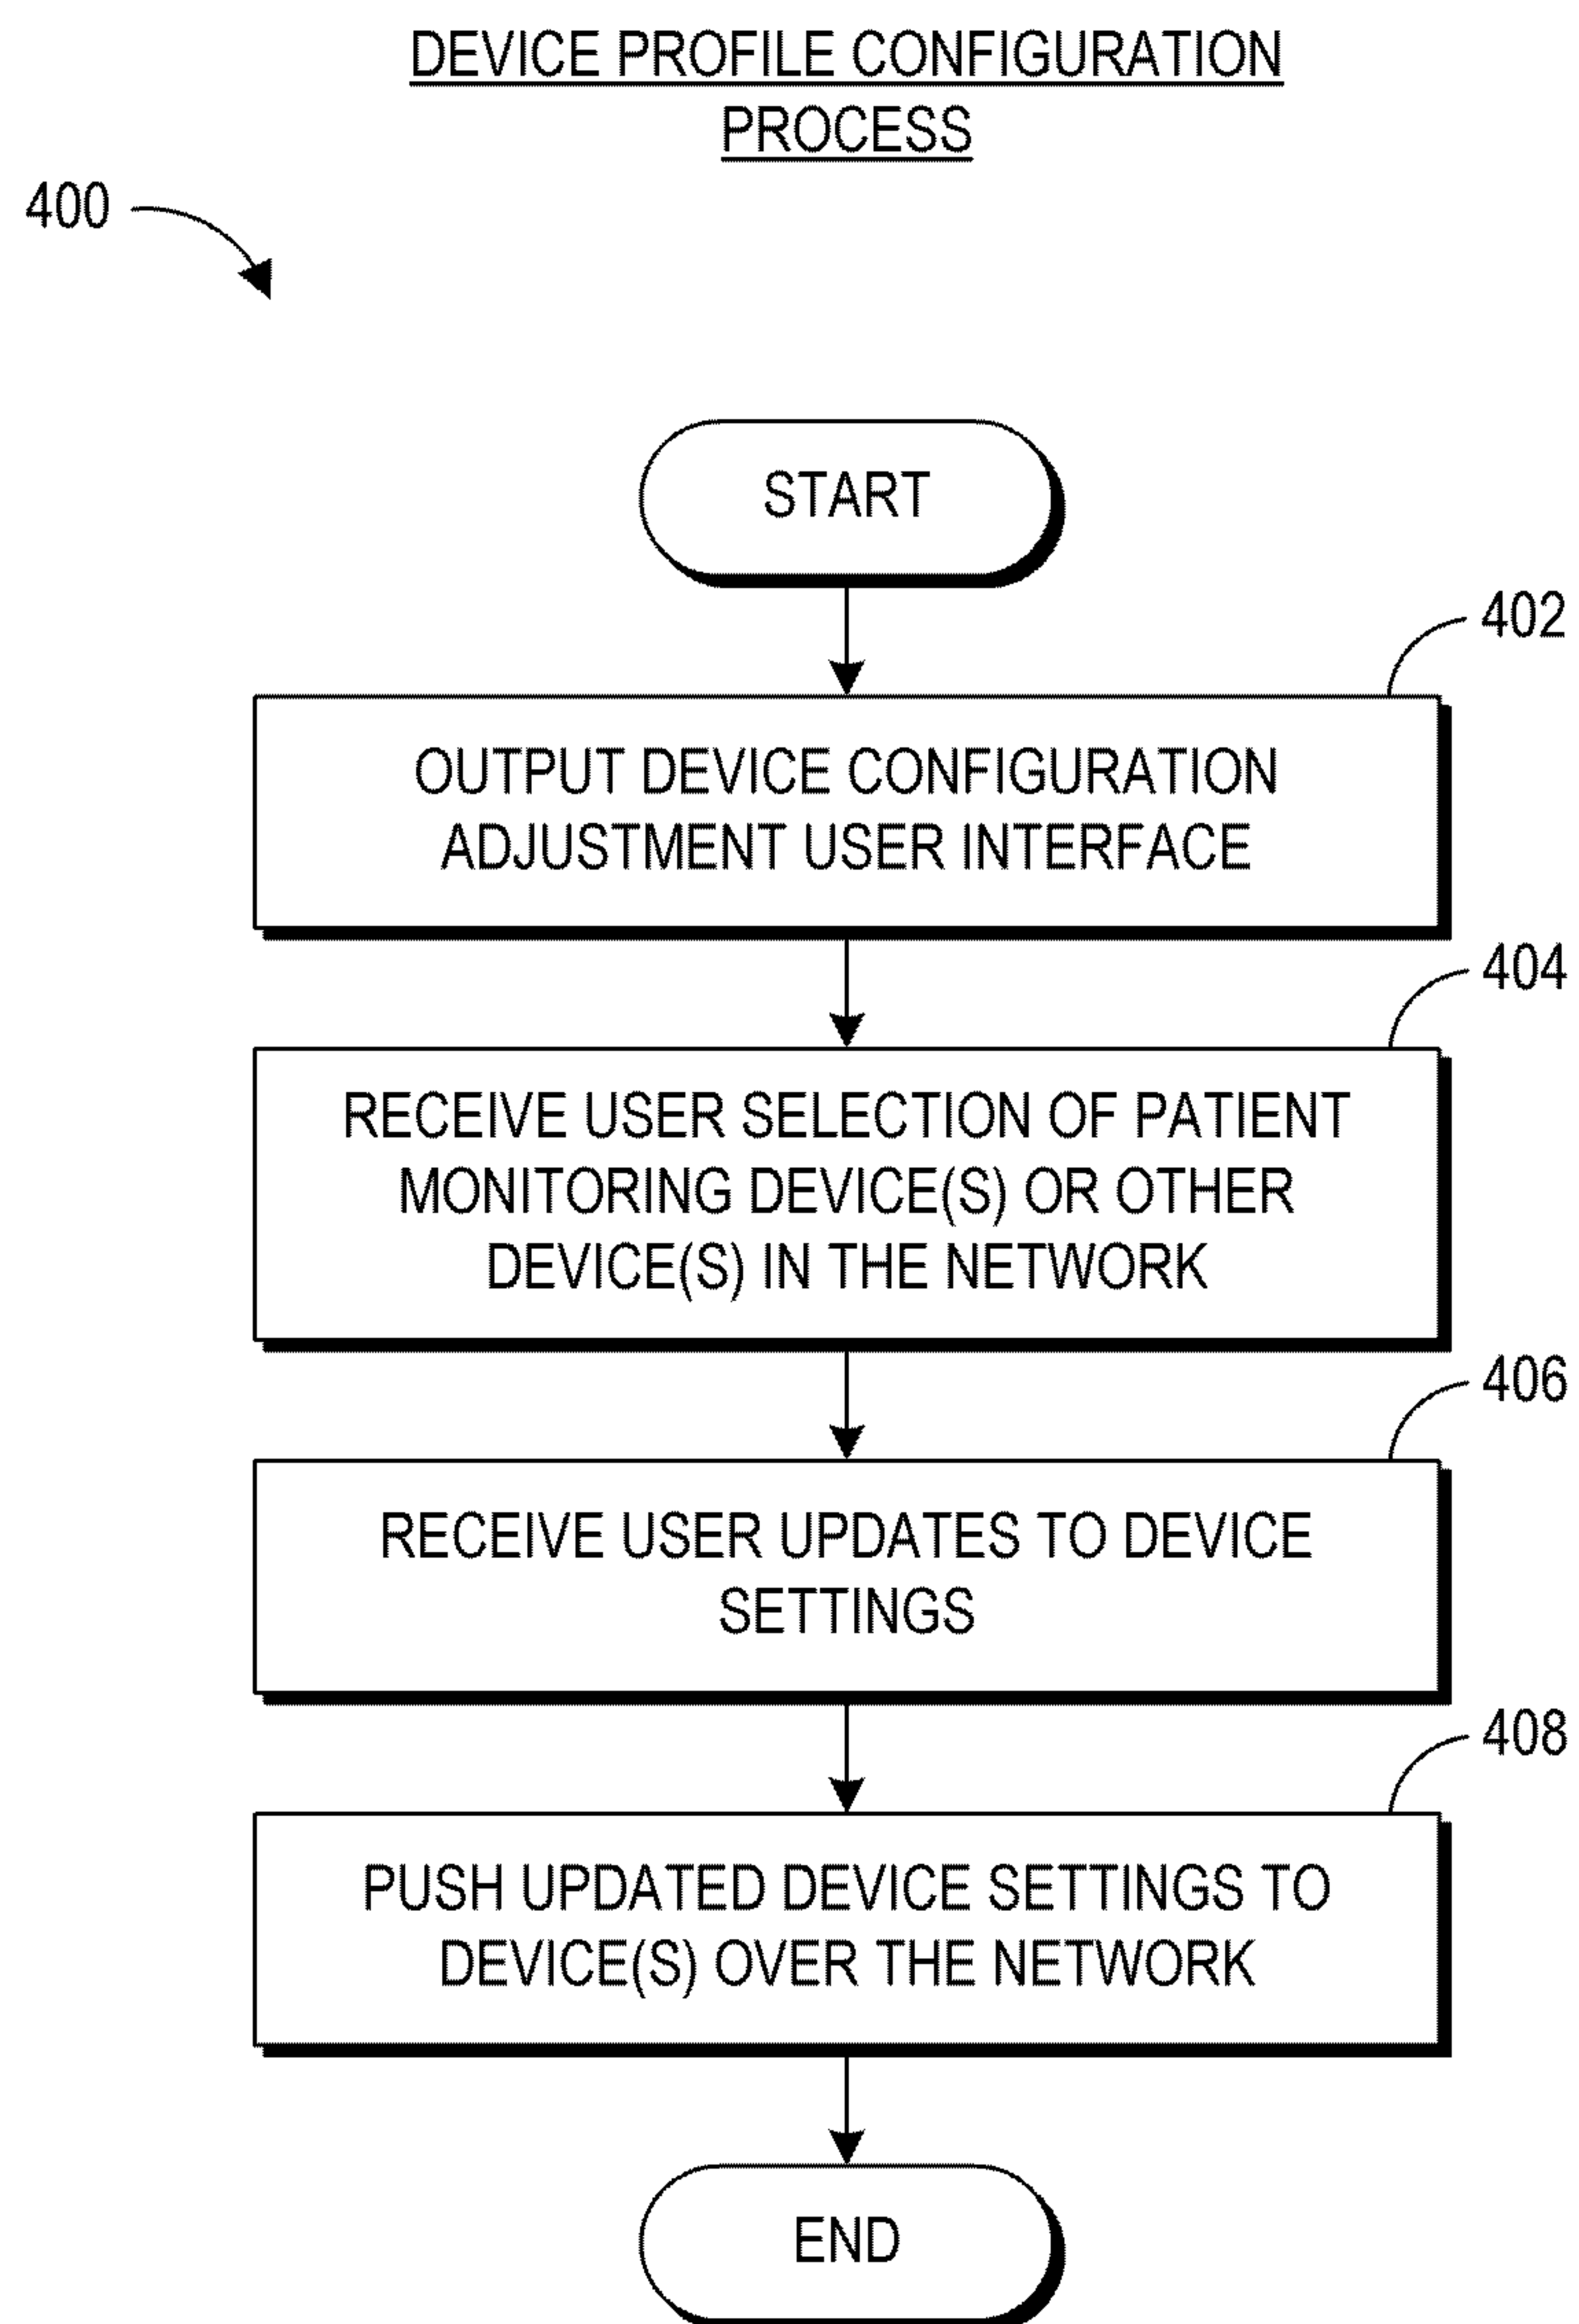 DEVICE PROFILE CONFIGURATION
PROCESS
400
START
402
OUTPUT DEVICE CONFIGURATION
ADJUSTMENT USER INTERFACE
404
RECEIVE USER SELECTION OF PATIENT
MONITORING DEVICE(S) OR OTHER
DEVICE(S) IN THE NETWORK
406
RECEIVE USER UPDATES TO DEVICE
SETTINGS
408
PUSH UPDATED DEVICE SETTINGS TO
DEVICE(S) OVER THE NETWORK
END